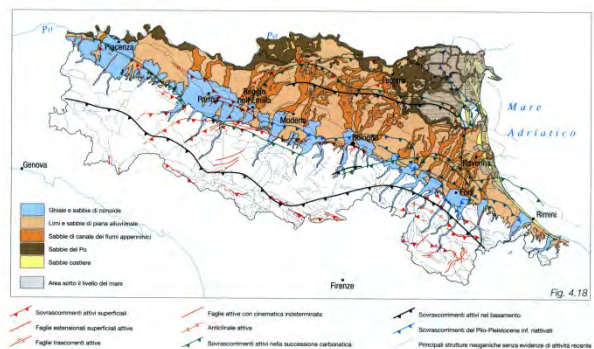 Po
Piacenza
Po
Parma
Reggio
nell'Emilia
Modena
Ferrara
Bologna
Mare
Adriatico
Ravenna
Forlì
Rimini
Genova
Firenze
Ghiaie e sabbie di conoide
Limi e sabbie di piana alluvionale
Sabbie di canale dei fiumi appenninici
Sabbie del Po
Sabbie costiere
Area sotto il livello del mare
Fig. 4.18
Sovrascorrimenti attivi superficiali
Faglie estensionali superficiali attive
Faglie trascorrenti attive
Faglie attive con cinematica indeterminata
Anticlinale attiva
Sovrascorrimenti attivi nella successione carbonatica
Sovrascorrimenti attivi nel basamento
Sovrascorrimenti del Plio-Pleistocene inf. riattivati
Principali strutture neogeniche senza evidenze di attività recente